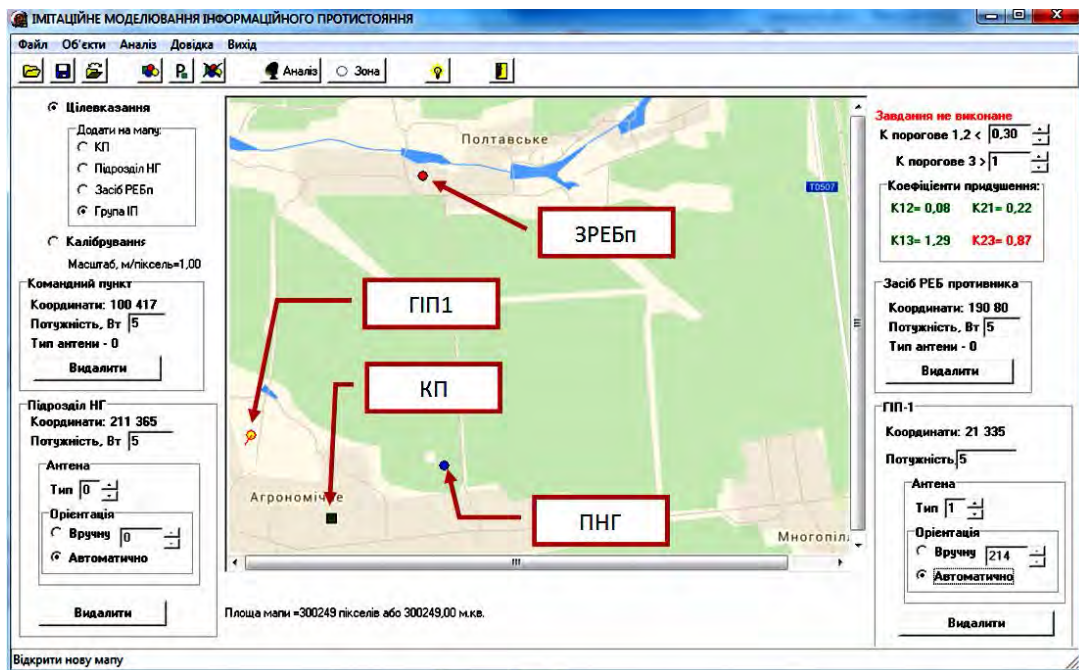 ІМІТАЦІЙНЕ МОДЕЛЮВАННЯ ІНФОРМАЦІЙНОГО ПРОТИСТОЯННЯ
Файл Об'єкти Аналіз Довідка Вихід
Аналіз Зона
Цілевказання
Додати на мапу:
КП
Підрозділ НГ
Засіб РЕБп
Група ІП
Калібрування
Масштаб, м/піксель=1,00
Командний пункт
Координати: 100 417
Потужність, Вт 5
Тип антени - 0
Видалити
Підрозділ НГ
Координати: 211 365
Потужність, Вт 5
Антена
Тип 0
Орієнтація
Вручну 0
Автоматично
Видалити
Полтавське
Т0507
ЗРЕБп
ГІП1
КП
Агрономічне
ПНГ
Многопіл
Площа мапи =300249 пікселів або 300249,00 м.кв.
Завдання не виконане
К порогове 1,2 < 0,30
К порогове 3 > 1
Коефіцієнти придушення:
К12= 0,08 К21= 0,22
К13= 1,29 К23= 0,87
Засіб РЕБ противника
Координати: 190 80
Потужність, Вт 5
Тип антени - 0
Видалити
ГІП-1
Координати: 21 335
Потужність, 5
Антена
Тип 1
Орієнтація
Вручну 214
Автоматично
Видалити
Відкрити нову мапу